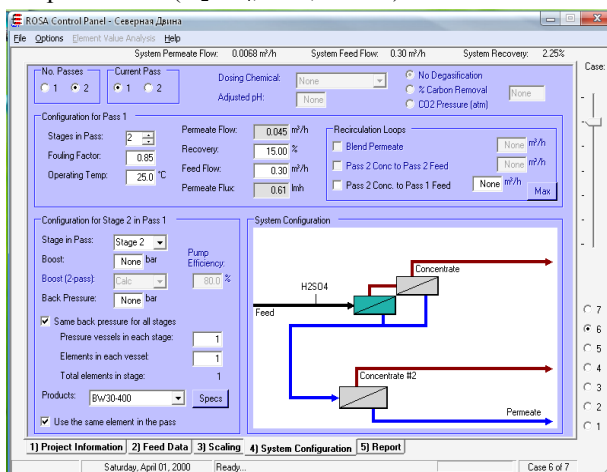 ROSA Control Panel - Северная Двина
File Options Element Value Analysis Help
System Permeate Flow: 0.0068 m³/h System Feed Flow: 0.30 m³/h System Recovery: 2.25%
Case:
No. Passes Current Pass
1 2 1 2
Dosing Chemical: None
Adjusted pH: None
No Degasification
% Carbon Removal None
CO2 Pressure (atm)
Configuration for Pass 1
Stages in Pass: 2
Fouling Factor: 0.85
Operating Temp: 25.0 °C
Permeate Flow: 0.045 m³/h
Recovery: 15.00 %
Feed Flow: 0.30 m³/h
Permeate Flux: 0.61 lmh
Recirculation Loops
Blend Permeate None m³/h
Pass 2 Conc to Pass 2 Feed None m³/h
Pass 2 Conc. to Pass 1 Feed None m³/h Max
Configuration for Stage 2 in Pass 1
Stage in Pass: Stage 2
Boost: None bar
Pump Efficiency:
Boost (2-pass): Calc 80.0 %
Back Pressure: None bar
Same back pressure for all stages
Pressure vessels in each stage: 1
Elements in each vessel: 1
Total elements in stage: 1
Products: BW30-400 Specs
Use the same element in the pass
System Configuration
Concentrate
H2SO4
Feed
Concentrate #2
Permeate
7
6
5
4
3
2
1
1) Project Information 2) Feed Data 3) Scaling 4) System Configuration 5) Report
Saturday, April 01, 2000 Ready... Case 6 of 7